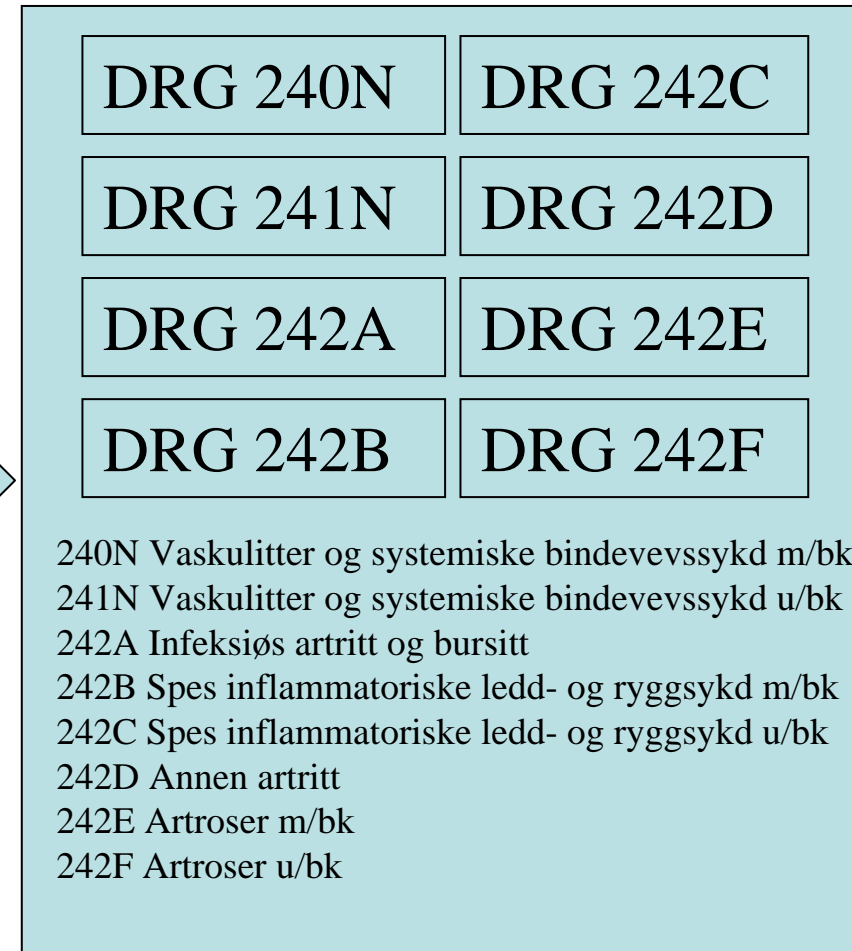 DRG 240N DRG 242C
DRG 241N DRG 242D
DRG 242A DRG 242E
DRG 242B DRG 242F
240N Vaskulitter og systemiske bindevevssykd m/bk
241N Vaskulitter og systemiske bindevevssykd u/bk
242A Infeksiøs artritt og bursitt
242B Spes inflammatoriske ledd- og ryggsykd m/bk
242C Spes inflammatoriske ledd- og ryggsykd u/bk
242D Annen artritt
242E Artroser m/bk
242F Artroser u/bk